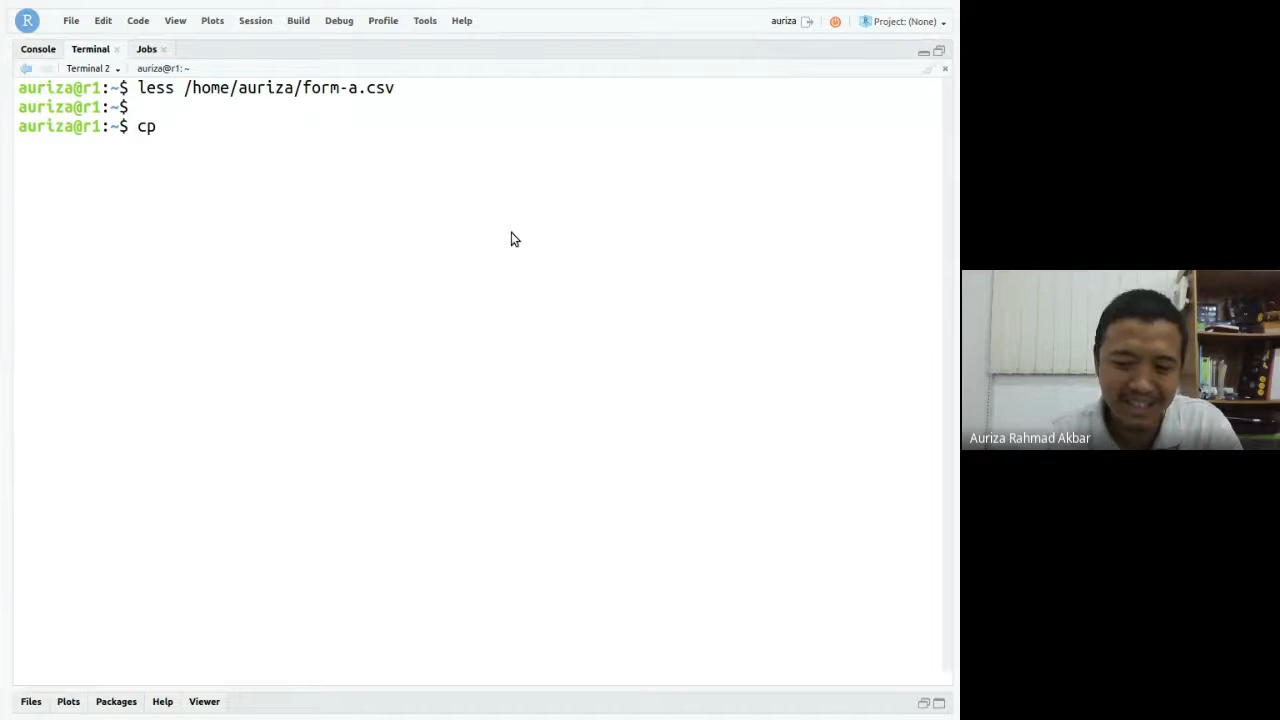 R File Edit Code View Plots Session Build Debug Profile Tools Help auriza R Project: (None)
Console Terminal Jobs
Terminal 2 auriza@r1: ~
auriza@r1:~$ less /home/auriza/form-a.csv
auriza@r1:~$
auriza@r1:~$ cp
Auriza Rahmad Akbar
Files Plots Packages Help Viewer